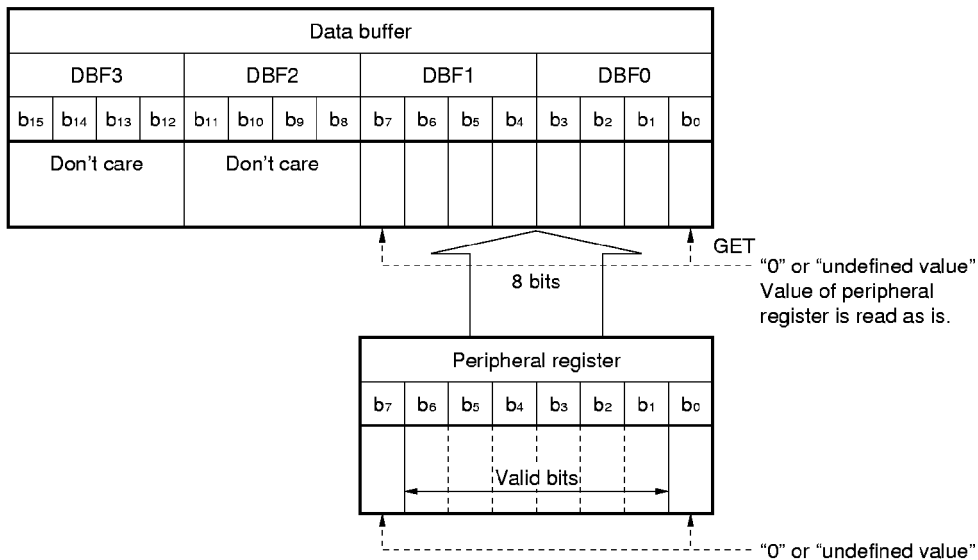 Data buffer
DBF3 DBF2 DBF1 DBF0
b15 b14 b13 b12 b11 b10 b9 b8 b7 b6 b5 b4 b3 b2 b1 b0
Don't care Don't care
GET
8 bits
“0” or “undefined value”
Value of peripheral
register is read as is.
Peripheral register
b7 b6 b5 b4 b3 b2 b1 b0
Valid bits
“0” or “undefined value”